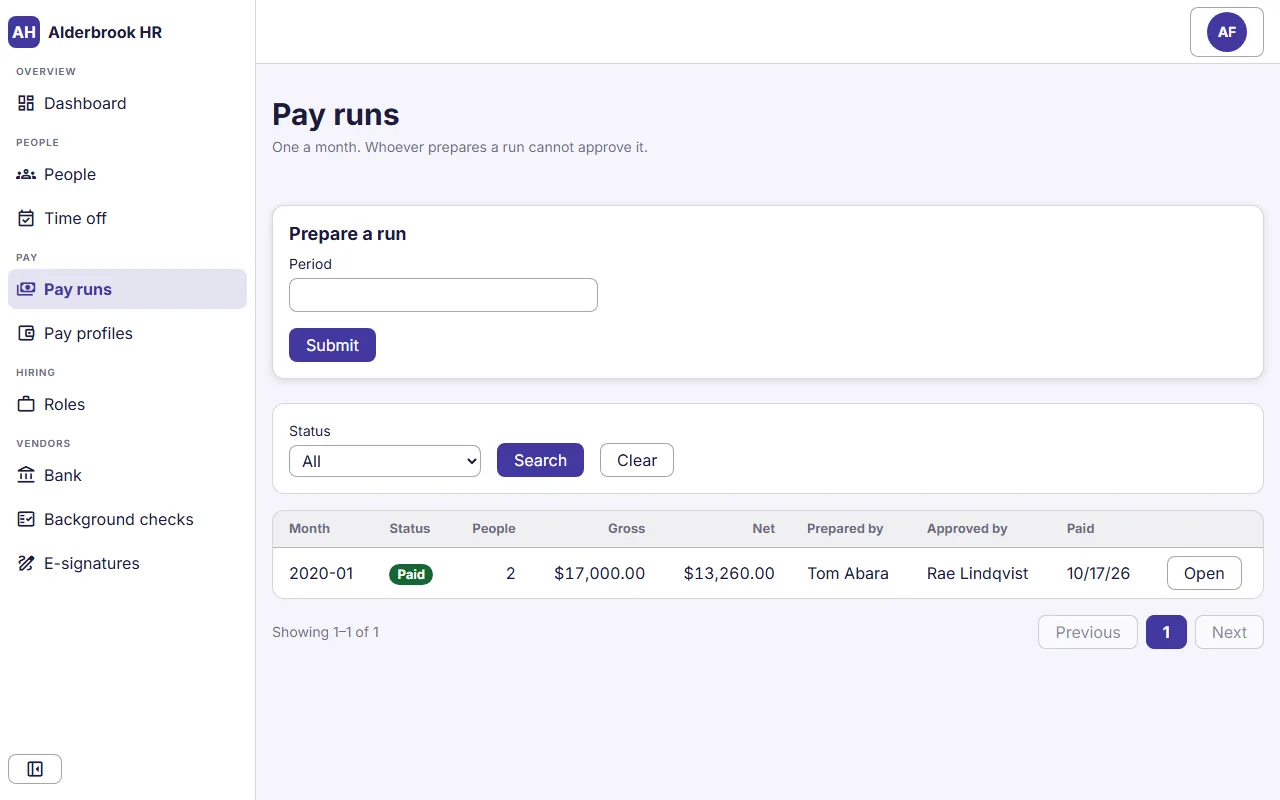 AH Alderbrook HR
AF
OVERVIEW
Dashboard
PEOPLE
People
Time off
PAY
Pay runs
Pay profiles
HIRING
Roles
VENDORS
Bank
Background checks
E-signatures
Pay runs
One a month. Whoever prepares a run cannot approve it.
Prepare a run
Period
Submit
Status
All Search Clear
Month Status People Gross Net Prepared by Approved by Paid
2020-01 Paid 2 $17,000.00 $13,260.00 Tom Abara Rae Lindqvist 10/17/26 Open
Showing 1–1 of 1 Previous 1 Next